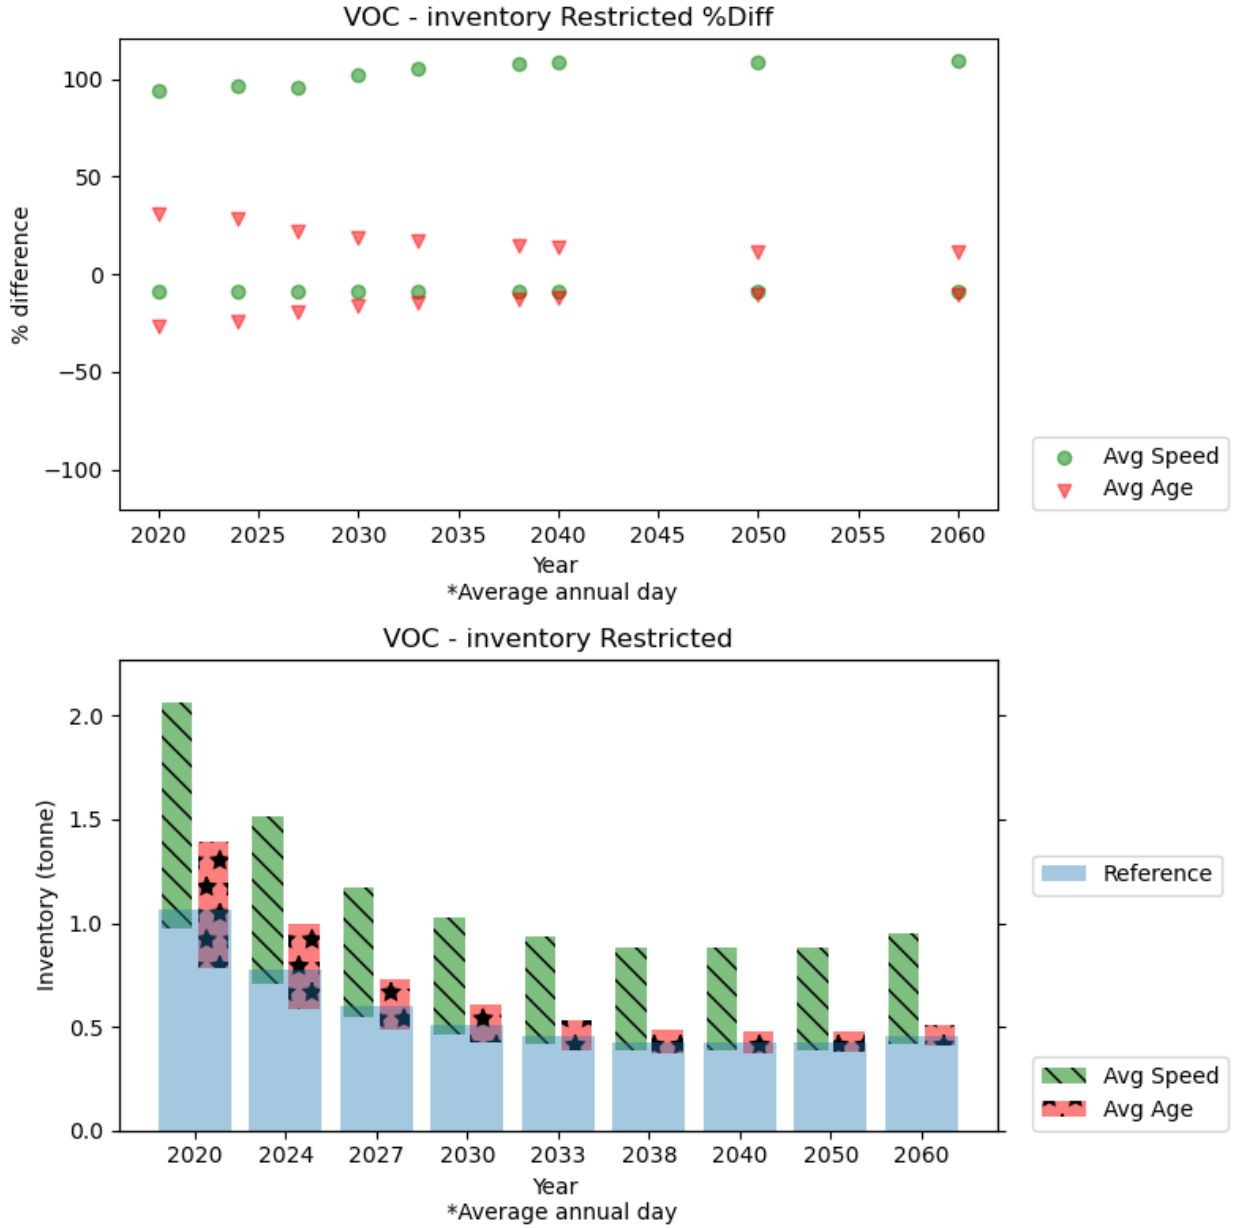 VOC - inventory Restricted %Diff
100
50
0
−50
−100
% difference
2020 2025 2030 2035 2040 2045 2050 2055 2060
Year
*Average annual day
Avg Speed
Avg Age
VOC - inventory Restricted
2.0
1.5
1.0
0.5
0.0
Inventory (tonne)
2020 2024 2027 2030 2033 2038 2040 2050 2060
Year
*Average annual day
Reference
Avg Speed
Avg Age